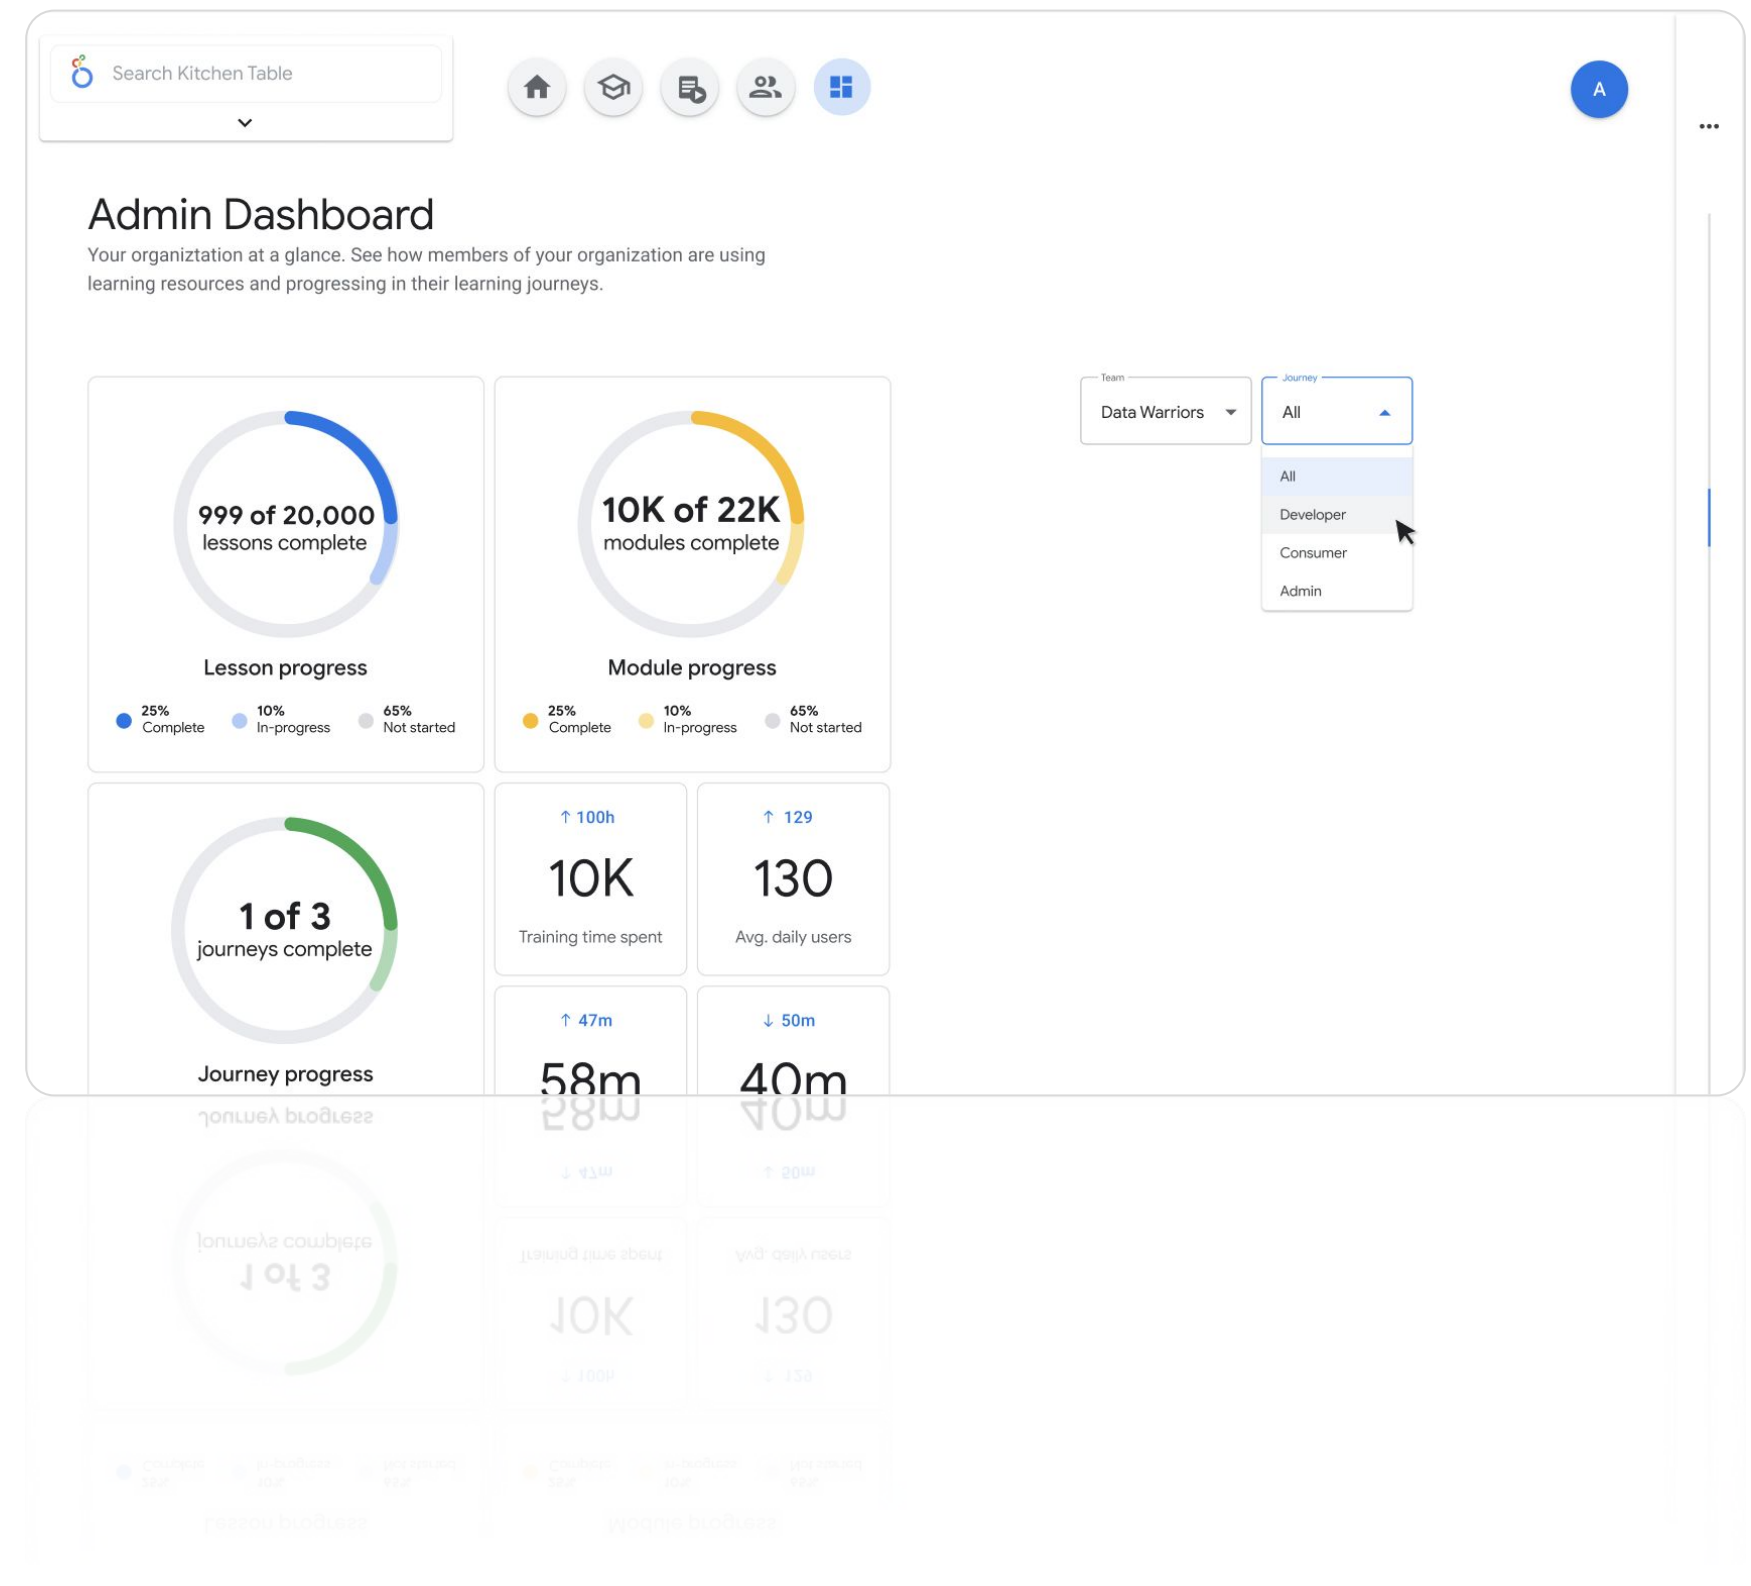 Search Kitchen Table
A
Admin Dashboard
Your organiztation at a glance. See how members of your organization are using
learning resources and progressing in their learning journeys.
Team
Data Warriors
Journey
All
All
Developer
Consumer
Admin
999 of 20,000
lessons complete
Lesson progress
25%
Complete
10%
In-progress
65%
Not started
10K of 22K
modules complete
Module progress
25%
Complete
10%
In-progress
65%
Not started
1 of 3
journeys complete
Journey progress
↑ 100h
10K
Training time spent
↑ 129
130
Avg. daily users
↑ 47m
58m
↓ 50m
40m